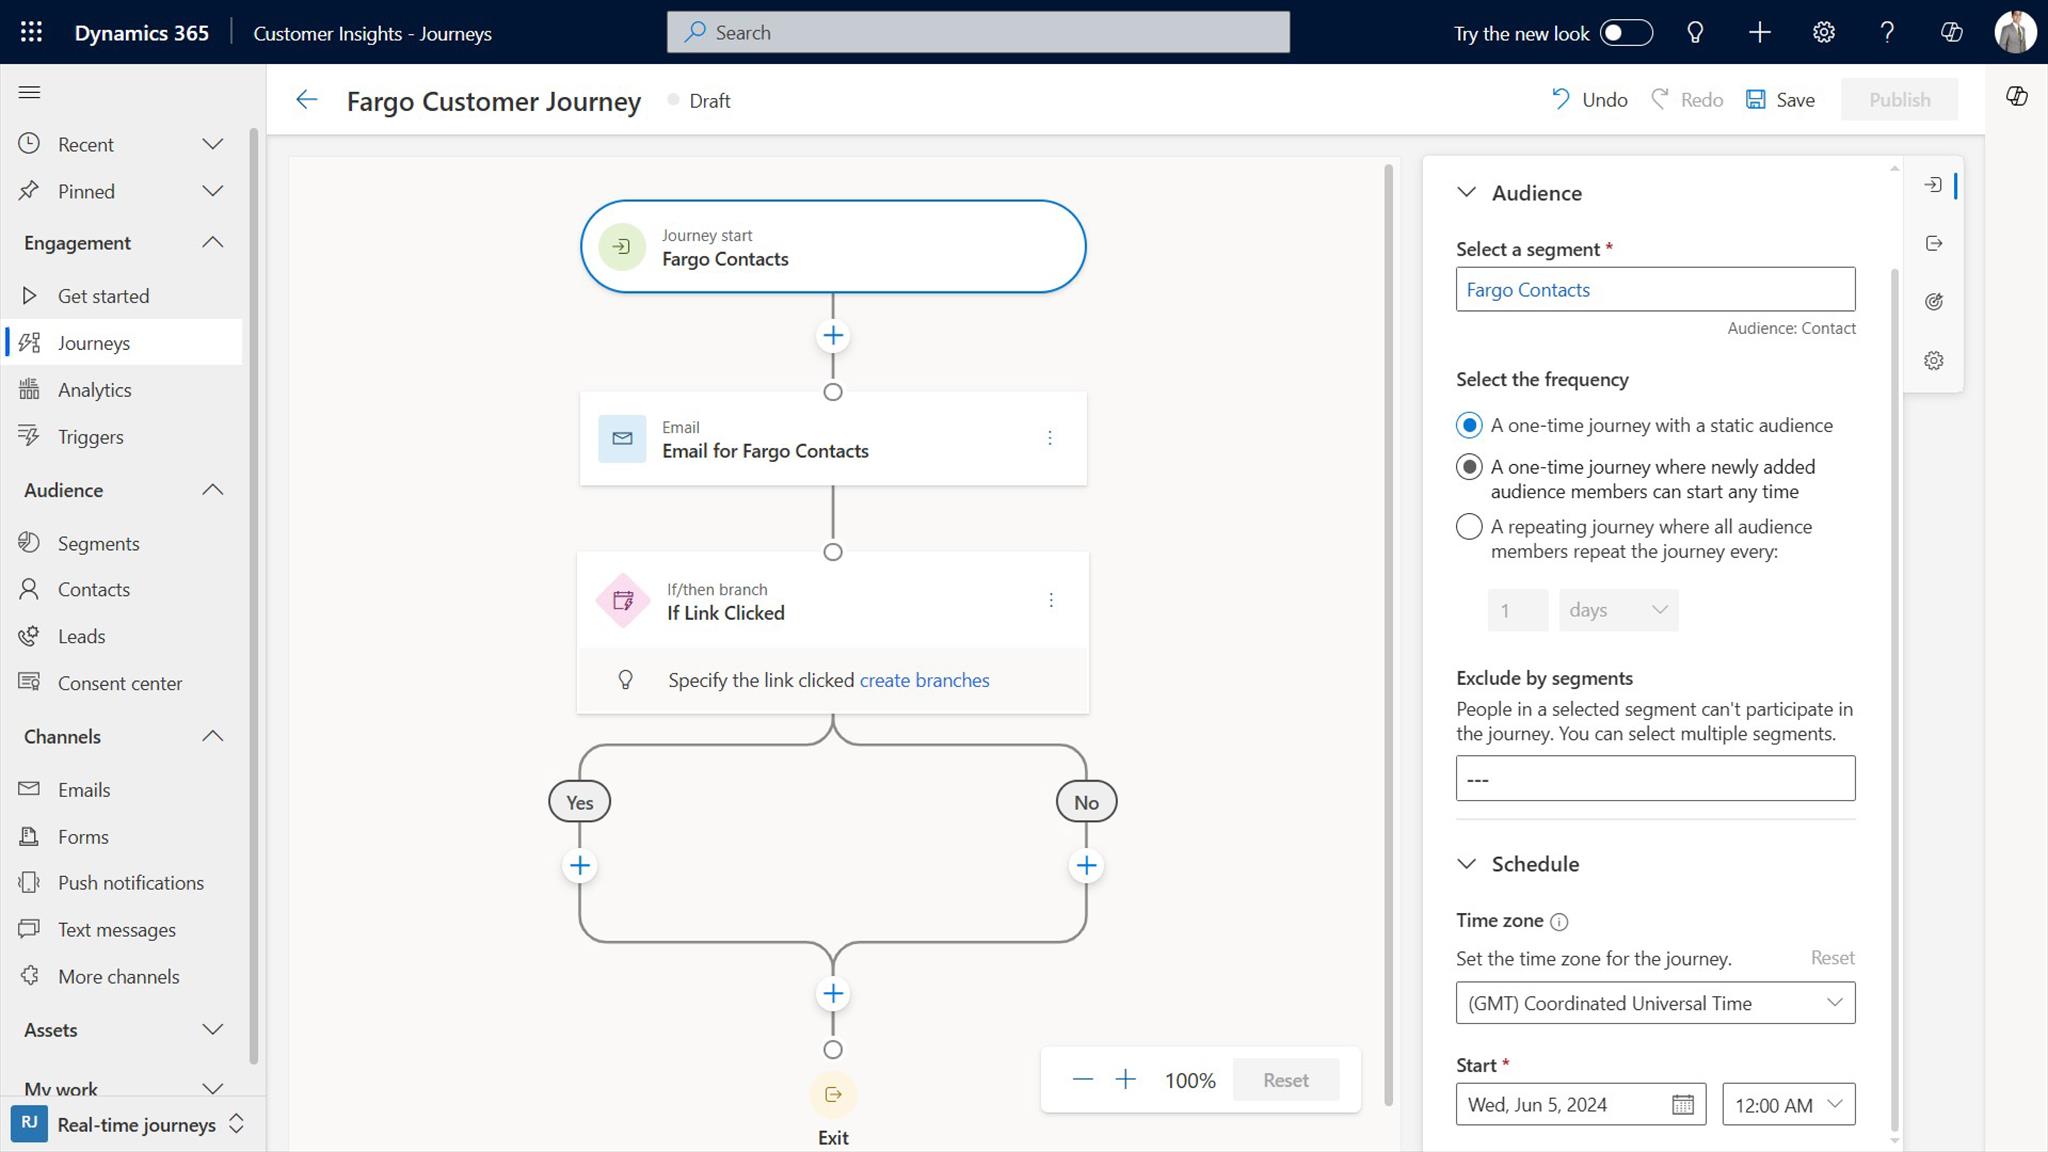 Dynamics 365
Customer Insights - Journeys
Search
Try the new look
Recent
Pinned
Engagement
Get started
Journeys
Analytics
Triggers
Audience
Segments
Contacts
Leads
Consent center
Channels
Emails
Forms
Push notifications
Text messages
More channels
Assets
My work
RJ
Real-time journeys
Fargo Customer Journey
Draft
Undo
Redo
Save
Publish
Journey start
Fargo Contacts
Email
Email for Fargo Contacts
If/then branch
If Link Clicked
Specify the link clicked create branches
Yes
No
Exit
100%
Reset
Audience
Select a segment *
Fargo Contacts
Audience: Contact
Select the frequency
A one-time journey with a static audience
A one-time journey where newly added
audience members can start any time
A repeating journey where all audience
members repeat the journey every:
1
days
Exclude by segments
People in a selected segment can't participate in
the journey. You can select multiple segments.
---
Schedule
Time zone
Set the time zone for the journey.
Reset
(GMT) Coordinated Universal Time
Start *
Wed, Jun 5, 2024
12:00 AM